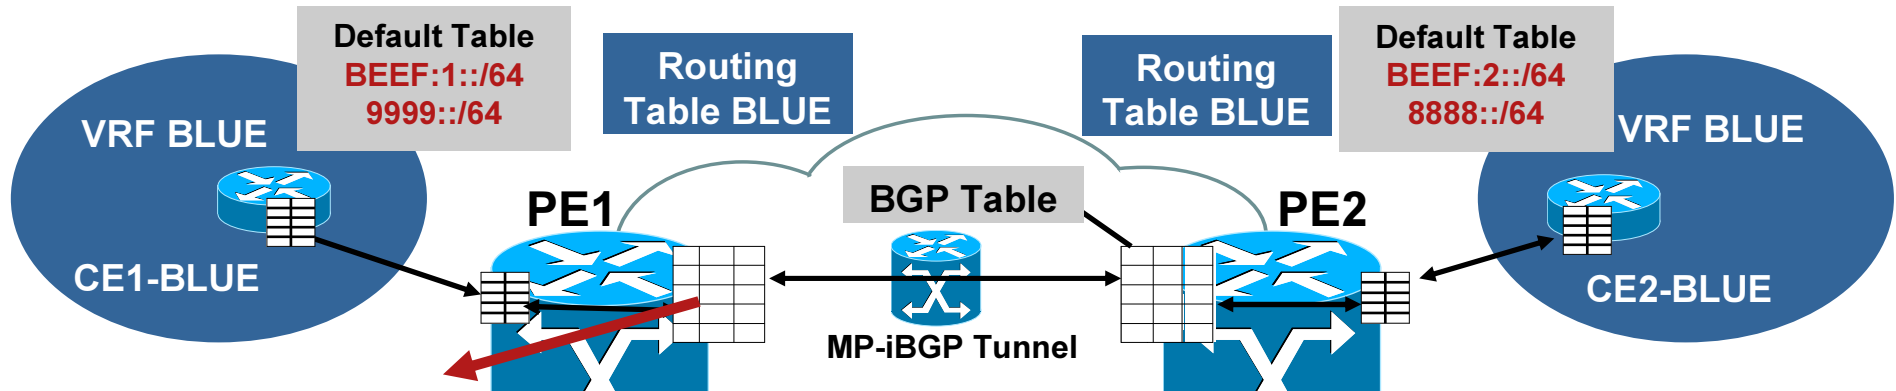 Default Table
BEEF:1::/64
9999::/64
Routing
Table BLUE
Routing
Table BLUE
Default Table
BEEF:2::/64
8888::/64
VRF BLUE
VRF BLUE
PE1
BGP Table
PE2
CE1-BLUE
CE2-BLUE
MP-iBGP Tunnel